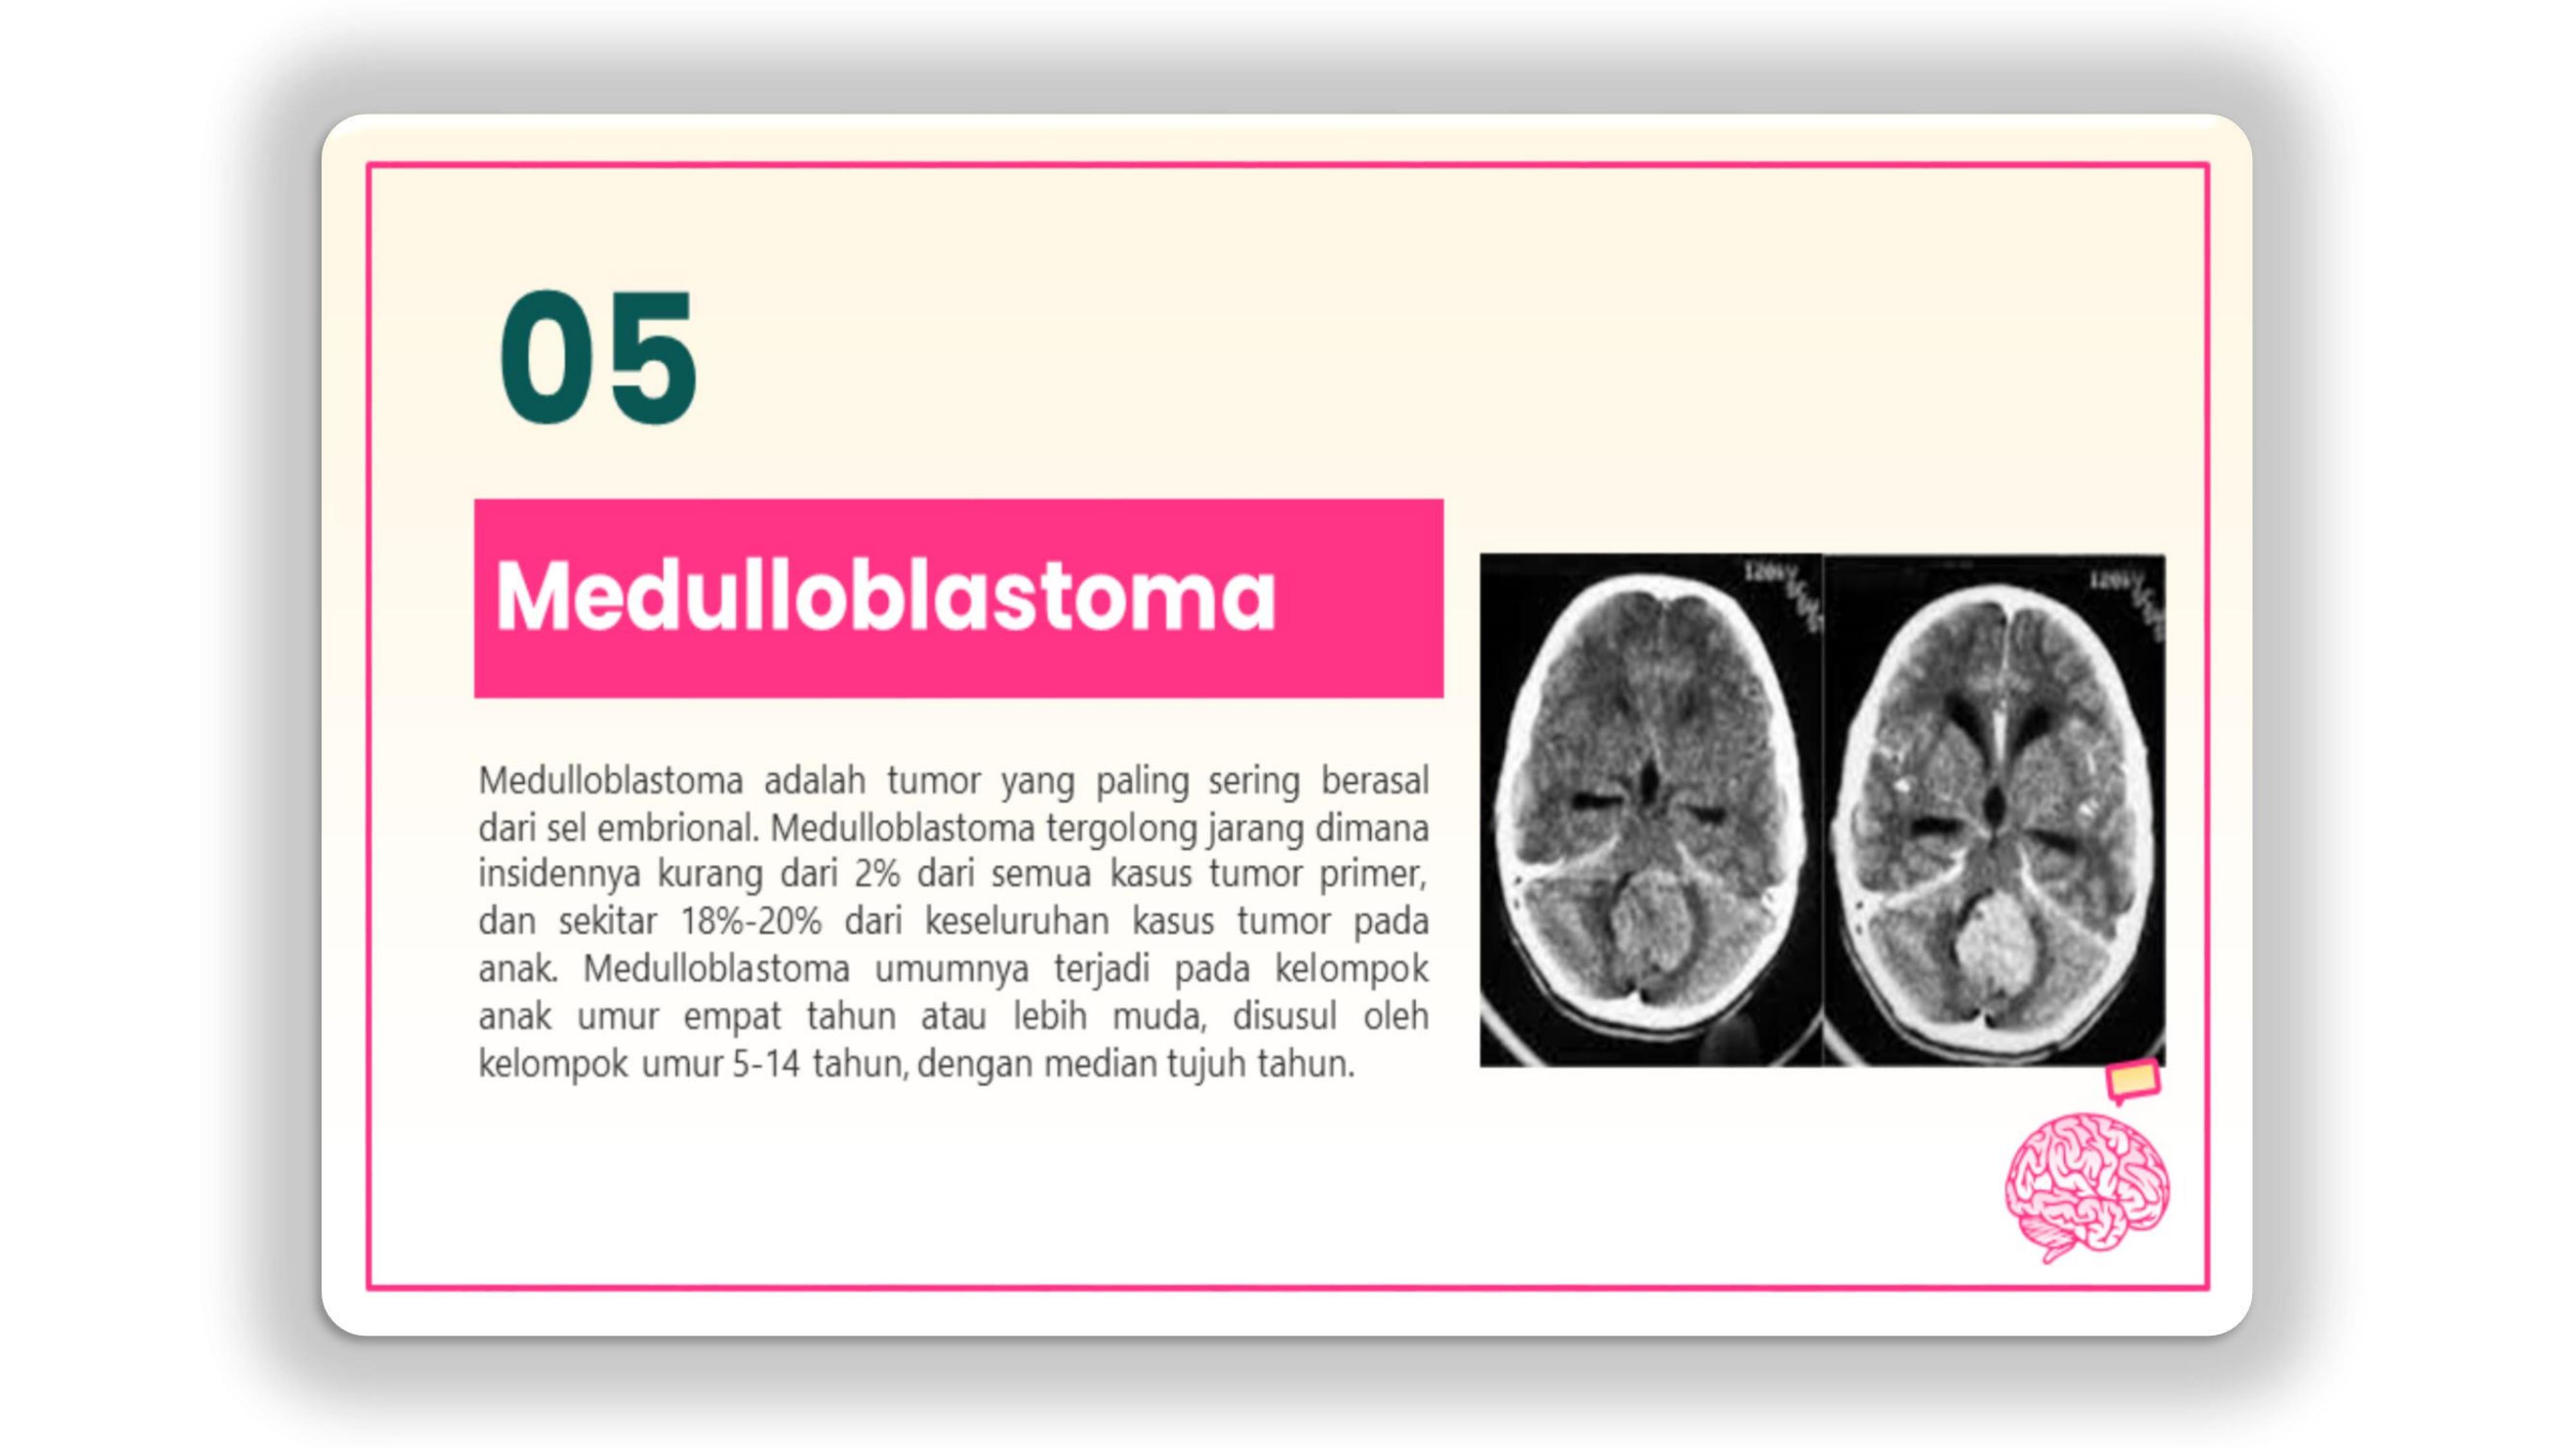 05
Medulloblastoma
Medulloblastoma adalah tumor yang paling sering berasal
dari sel embrional. Medulloblastoma tergolong jarang dimana
insidennya kurang dari 2% dari semua kasus tumor primer,
dan sekitar 18%-20% dari keseluruhan kasus tumor pada
anak. Medulloblastoma umumnya terjadi pada kelompok
anak umur empat tahun atau lebih muda, disusul oleh
kelompok umur 5-14 tahun, dengan median tujuh tahun.
120kV
120kV